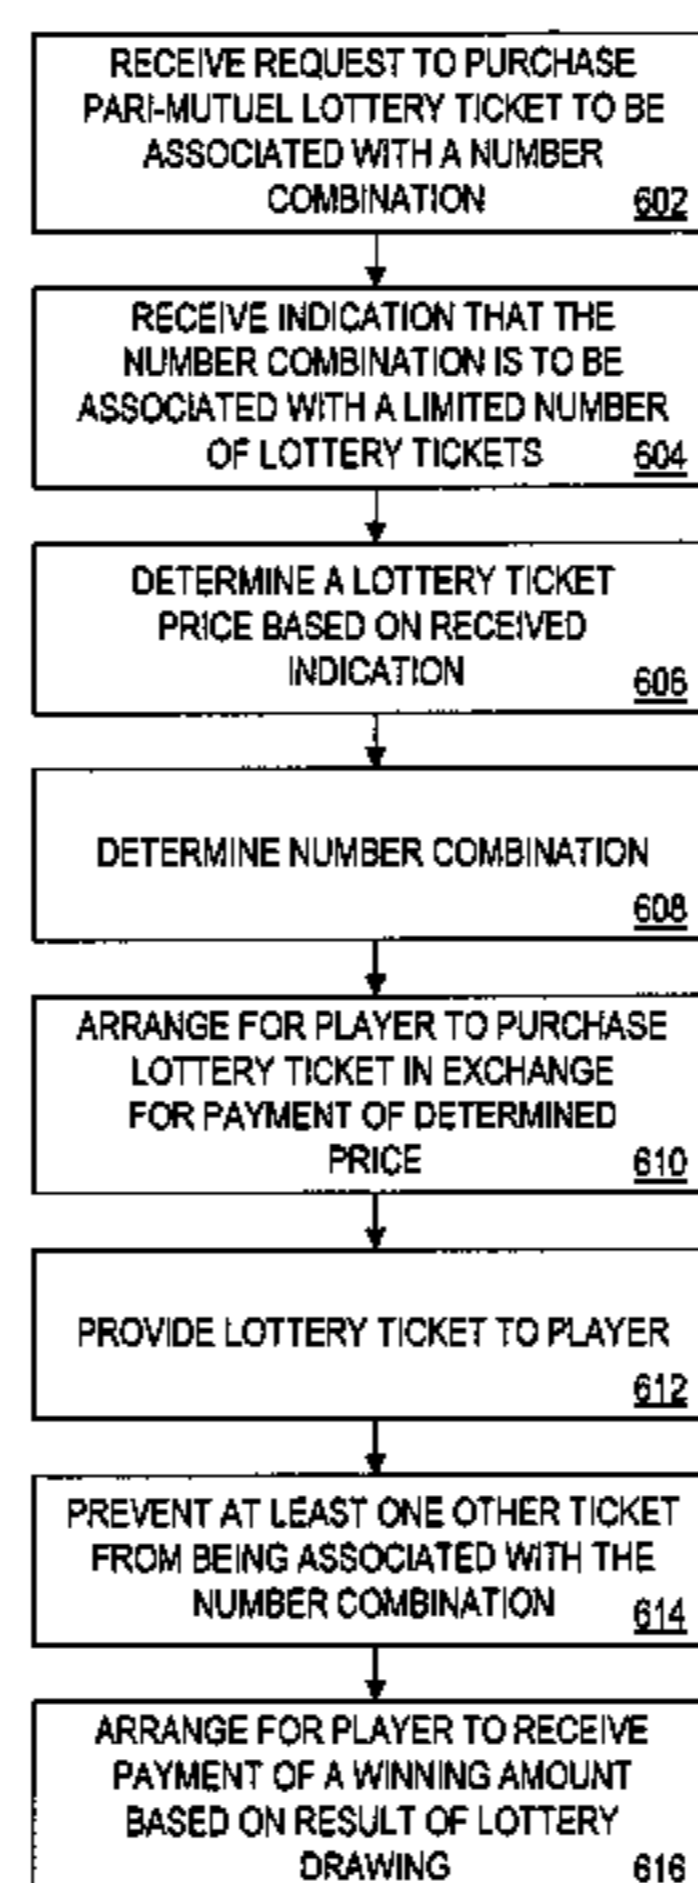 RECEIVE REQUEST TO PURCHASE
PARI-MUTUEL LOTTERY TICKET TO BE
ASSOCIATED WITH A NUMBER
COMBINATION 602
RECEIVE INDICATION THAT THE
NUMBER COMBINATION IS TO BE
ASSOCIATED WITH A LIMITED NUMBER
OF LOTTERY TICKETS 604
DETERMINE A LOTTERY TICKET
PRICE BASED ON RECEIVED
INDICATION 606
DETERMINE NUMBER COMBINATION
608
ARRANGE FOR PLAYER TO PURCHASE
LOTTERY TICKET IN EXCHANGE
FOR PAYMENT OF DETERMINED
PRICE 610
PROVIDE LOTTERY TICKET TO PLAYER
612
PREVENT AT LEAST ONE OTHER TICKET
FROM BEING ASSOCIATED WITH THE
NUMBER COMBINATION 614
ARRANGE FOR PLAYER TO RECEIVE
PAYMENT OF A WINNING AMOUNT
BASED ON RESULT OF LOTTERY
DRAWING 616